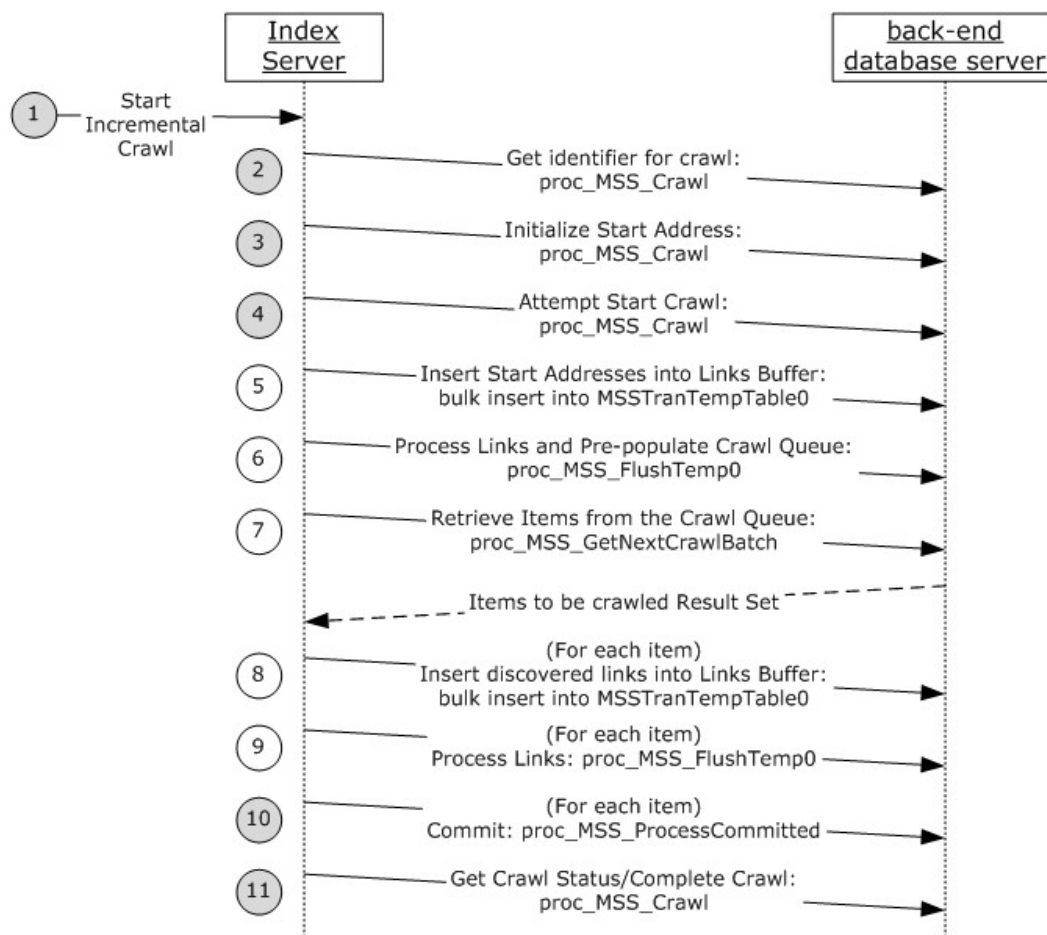 Index
Server
back-end
database server
1
Start
Incremental
Crawl
2
Get identifier for crawl:
proc_MSS_Crawl
3
Initialize Start Address:
proc_MSS_Crawl
4
Attempt Start Crawl:
proc_MSS_Crawl
5
Insert Start Addresses into Links Buffer:
bulk insert into MSSTranTempTable0
6
Process Links and Pre-populate Crawl Queue:
proc_MSS_FlushTemp0
7
Retrieve Items from the Crawl Queue:
proc_MSS_GetNextCrawlBatch
Items to be crawled Result Set
8
(For each item)
Insert discovered links into Links Buffer:
bulk insert into MSSTranTempTable0
9
(For each item)
Process Links: proc_MSS_FlushTemp0
10
(For each item)
Commit: proc_MSS_ProcessCommitted
11
Get Crawl Status/Complete Crawl:
proc_MSS_Crawl